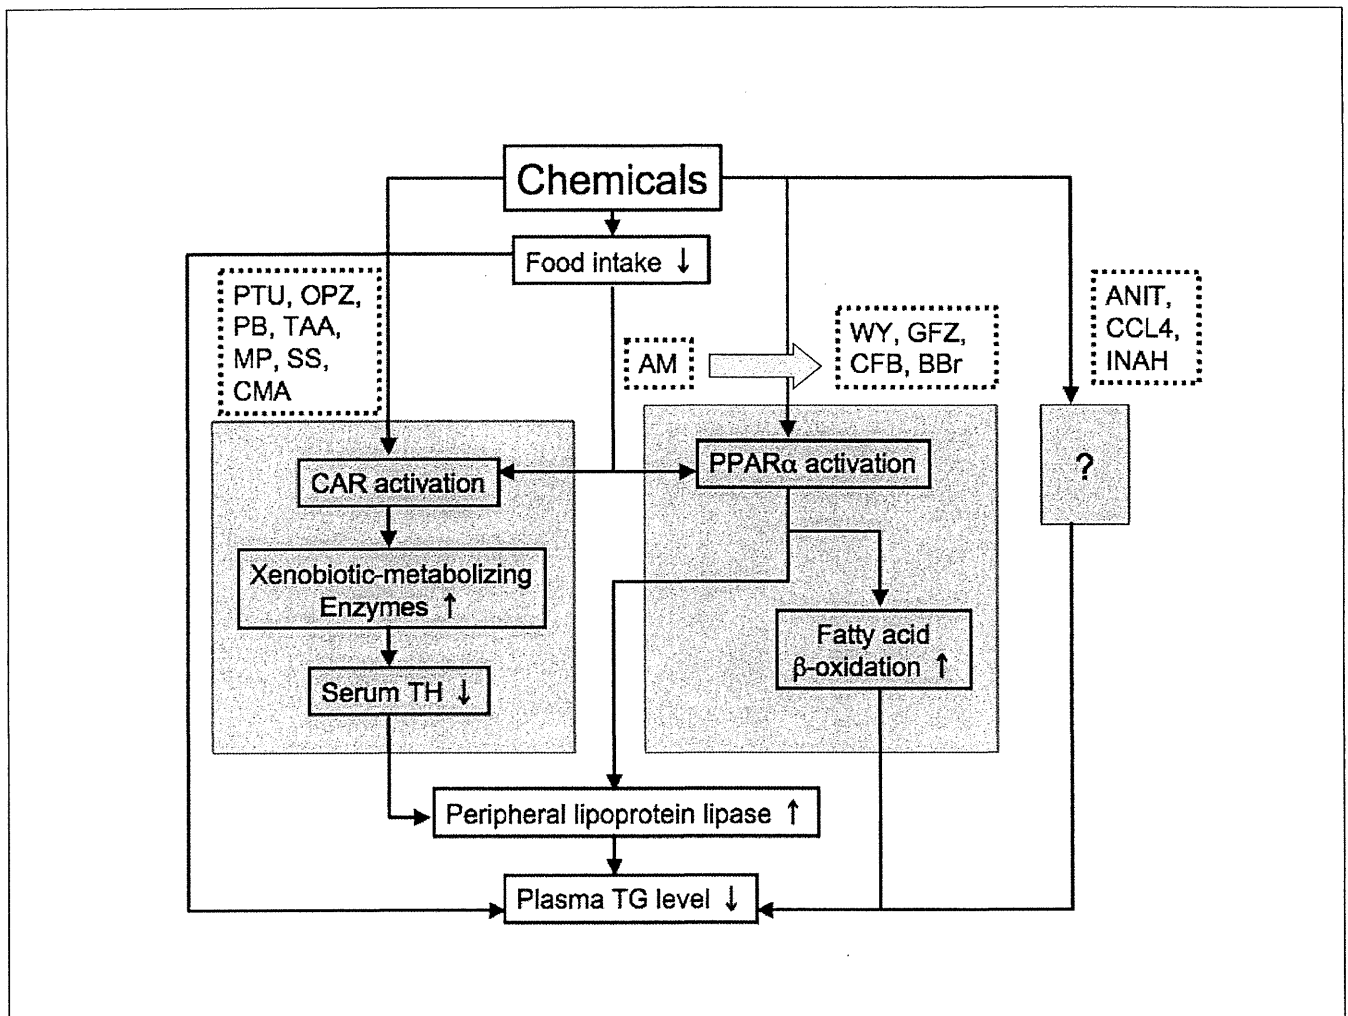 Chemicals
Food intake ↓
PTU, OPZ,
PB, TAA,
MP, SS,
CMA
AM
WY, GFZ,
CFB, BBr
ANIT,
CCL4,
INAH
CAR activation
PPARα activation
?
Xenobiotic-metabolizing
Enzymes ↑
Fatty acid
β-oxidation ↑
Serum TH ↓
Peripheral lipoprotein lipase ↑
Plasma TG level ↓